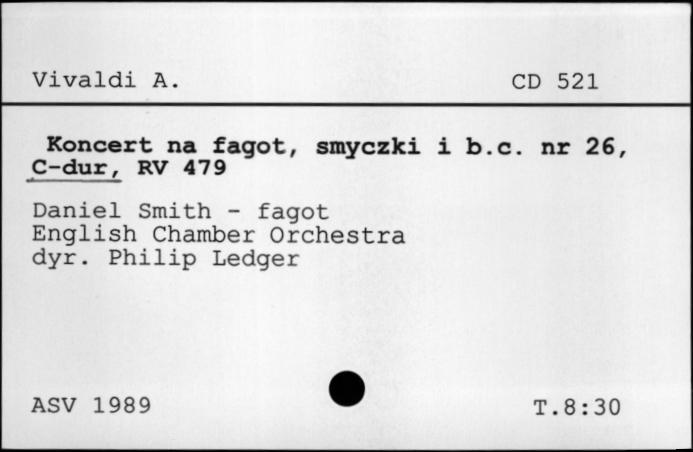 Vivaldi A. CD 521
Koncert na fagot, smyczki i b.c. nr 26,
C-dur, RV 479
Daniel Smith - fagot
English Chamber Orchestra
dyr. Philip Ledger
ASV 1989 T.8:30